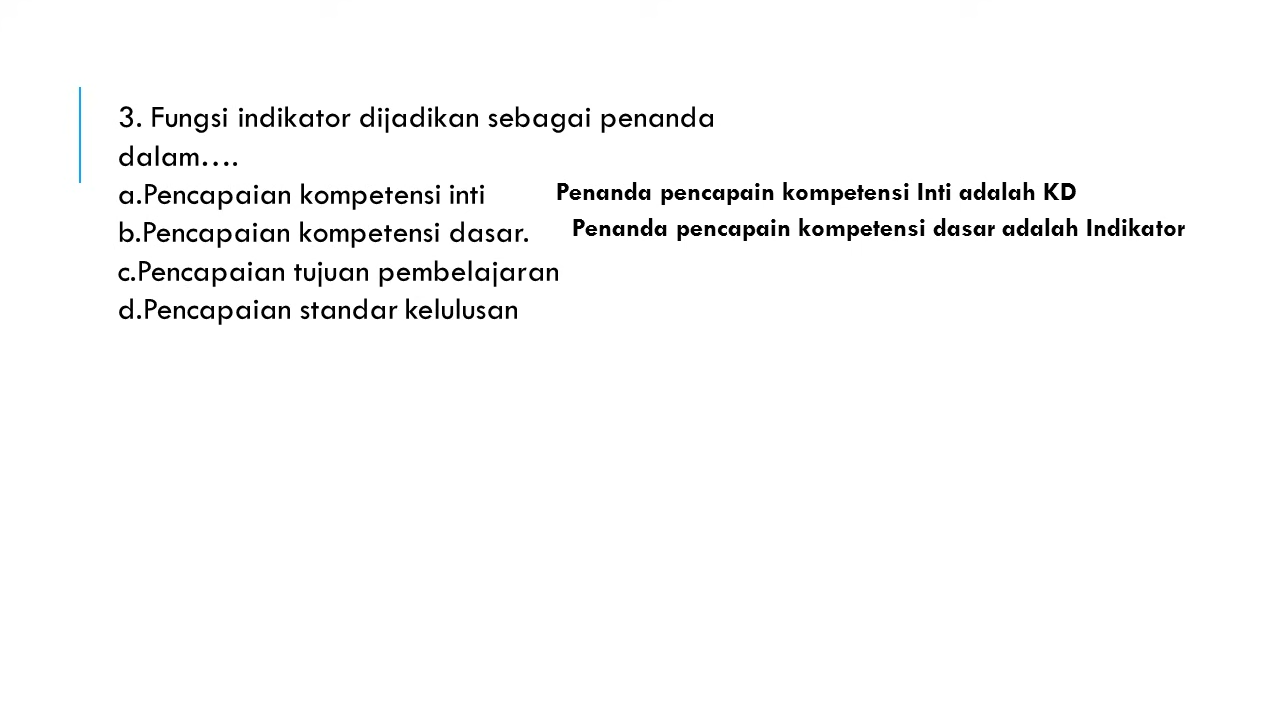 3. Fungsi indikator dijadikan sebagai penanda
dalam….
a.Pencapaian kompetensi inti
Penanda pencapain kompetensi Inti adalah KD
b.Pencapaian kompetensi dasar.
Penanda pencapain kompetensi dasar adalah Indikator
c.Pencapaian tujuan pembelajaran
d.Pencapaian standar kelulusan